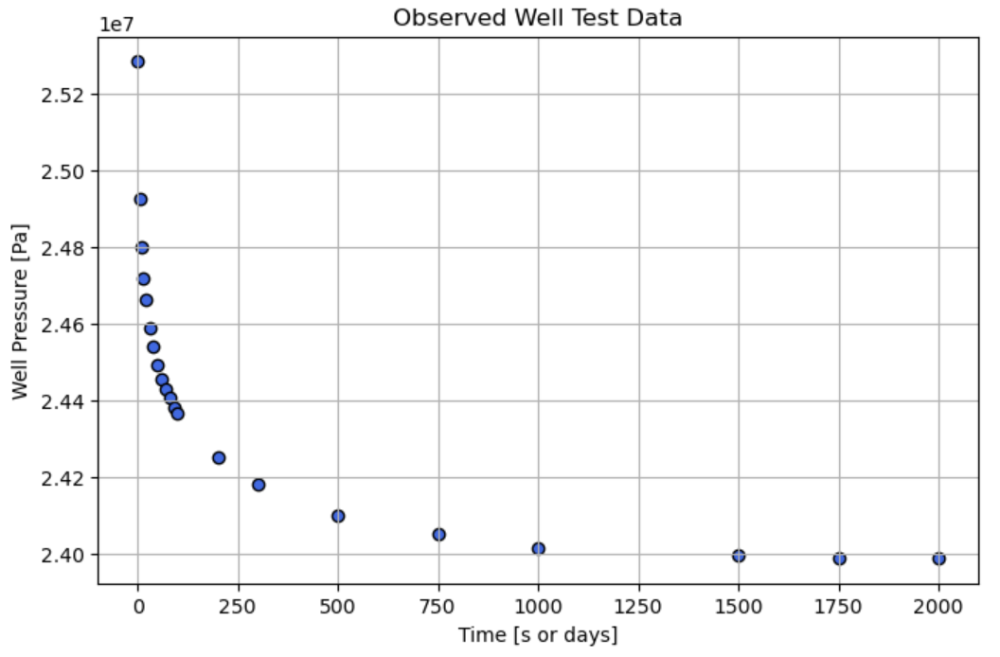 Observed Well Test Data
1e7
2.52
2.50
2.48
2.46
2.44
2.42
2.40
Well Pressure [Pa]
0 250 500 750 1000 1250 1500 1750 2000
Time [s or days]